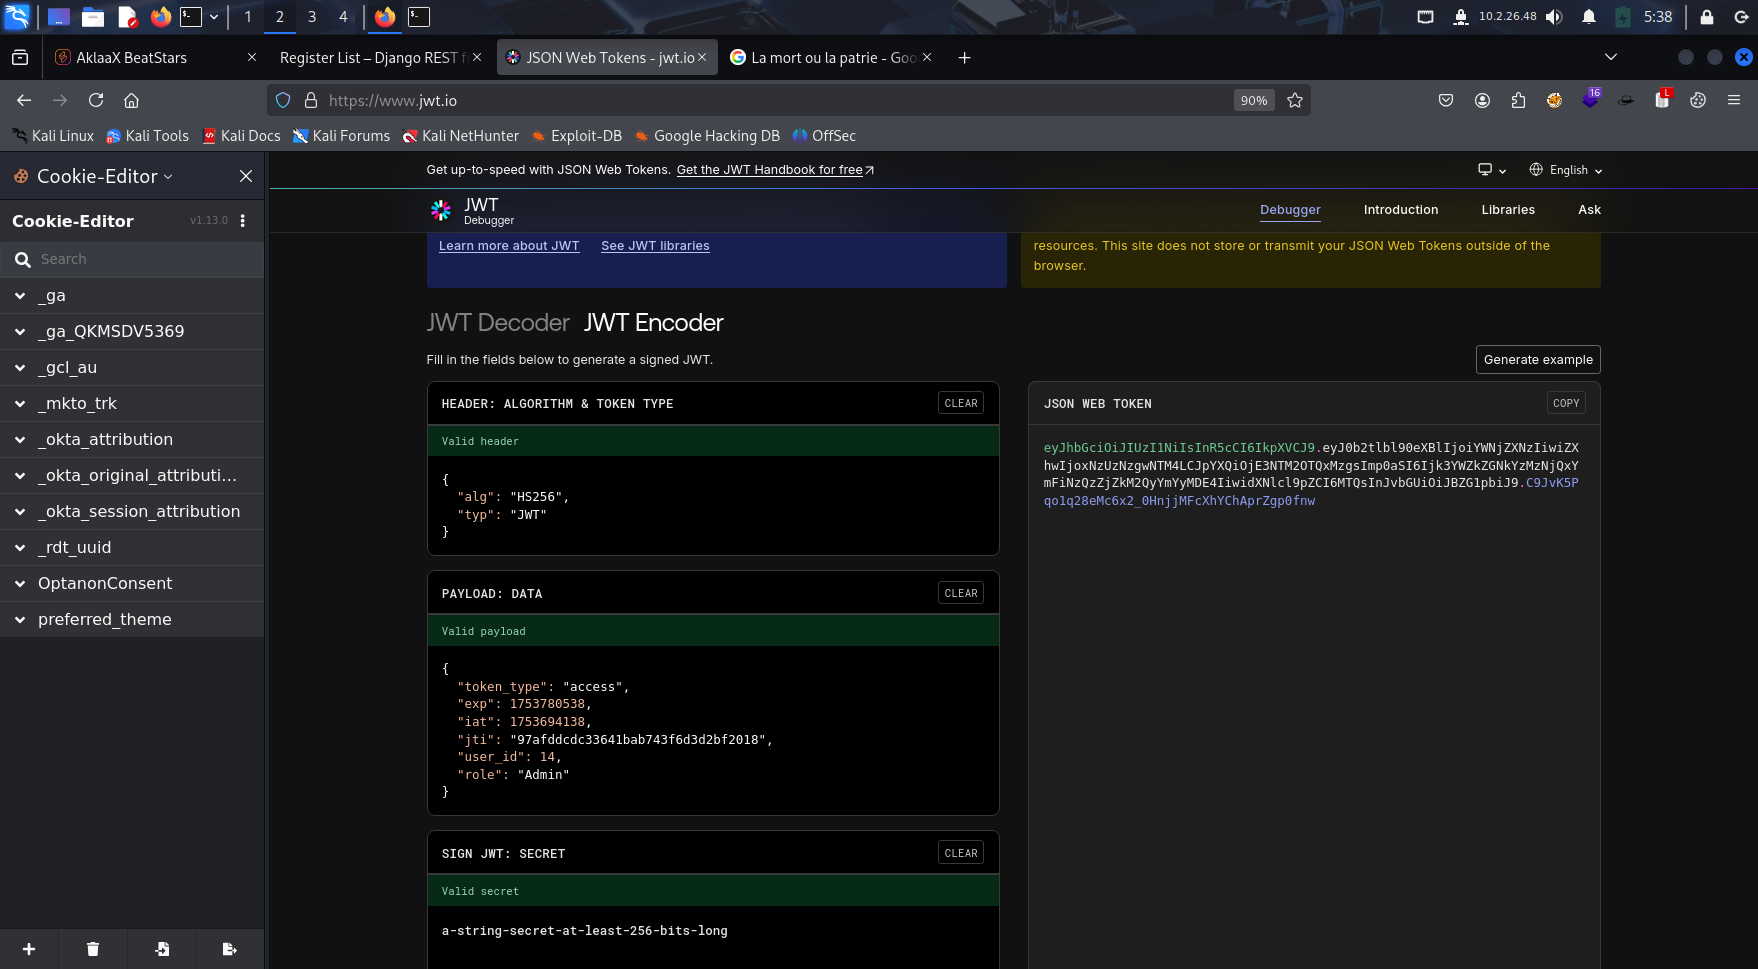 1
2
3
4
10.2.26.48
5:38
AklaaX BeatStars
Register List – Django REST f
JSON Web Tokens - jwt.io
La mort ou la patrie - Goo
https://www.jwt.io
90%
16
L
Kali Linux
Kali Tools
Kali Docs
Kali Forums
Kali NetHunter
Exploit-DB
Google Hacking DB
OffSec
Cookie-Editor
Cookie-Editor
v1.13.0
Search
_ga
_ga_QKMSDV5369
_gcl_au
_mkto_trk
_okta_attribution
_okta_original_attributi...
_okta_session_attribution
_rdt_uuid
OptanonConsent
preferred_theme
Get up-to-speed with JSON Web Tokens. Get the JWT Handbook for free
English
JWT
Debugger
Debugger
Introduction
Libraries
Ask
Learn more about JWT
See JWT libraries
resources. This site does not store or transmit your JSON Web Tokens outside of the
browser.
JWT Decoder
JWT Encoder
Fill in the fields below to generate a signed JWT.
Generate example
HEADER: ALGORITHM & TOKEN TYPE
CLEAR
Valid header
{
"alg": "HS256",
"typ": "JWT"
}
PAYLOAD: DATA
CLEAR
Valid payload
{
"token_type": "access",
"exp": 1753780538,
"iat": 1753694138,
"jti": "97afddcdc33641bab743f6d3d2bf2018",
"user_id": 14,
"role": "Admin"
}
SIGN JWT: SECRET
CLEAR
Valid secret
a-string-secret-at-least-256-bits-long
JSON WEB TOKEN
COPY
eyJhbGciOiJIUzI1NiIsInR5cCI6IkpXVCJ9.eyJ0b2tlbl90eXBlIjoiYWNjZXNzIiwiZX
hwIjoxNzUzNzgwNTM4LCJpYXQiOjE3NTM2OTQxMzgsImp0aSI6Ijk3YWZkZGNkYzMzNjQxY
mFiNzQzZjZkM2QyYmYyMDE4IiwidXNlcl9pZCI6MTQsInJvbGUiOiJBZG1pbiJ9.C9JvK5P
qo1q28eMc6x2_0HnjjMFcXhYChAprZgp0fnw